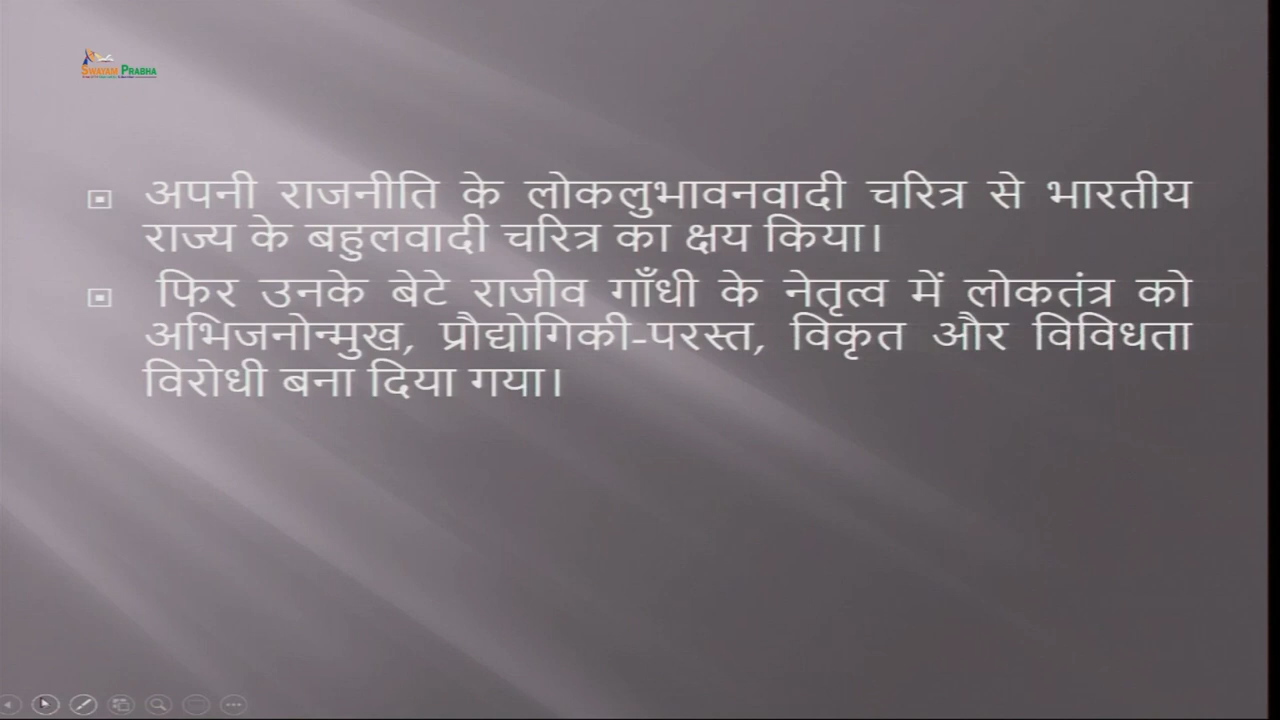 SWAYAM PRABHA
अपनी राजनीति के लोकलुभावनवादी चरित्र से भारतीय
राज्य के बहुलवादी चरित्र का क्षय किया।
फिर उनके बेटे राजीव गाँधी के नेतृत्व में लोकतंत्र को
अभिजनोन्मुख, प्रौद्योगिकी-परस्त, विकृत और विविधता
विरोधी बना दिया गया।